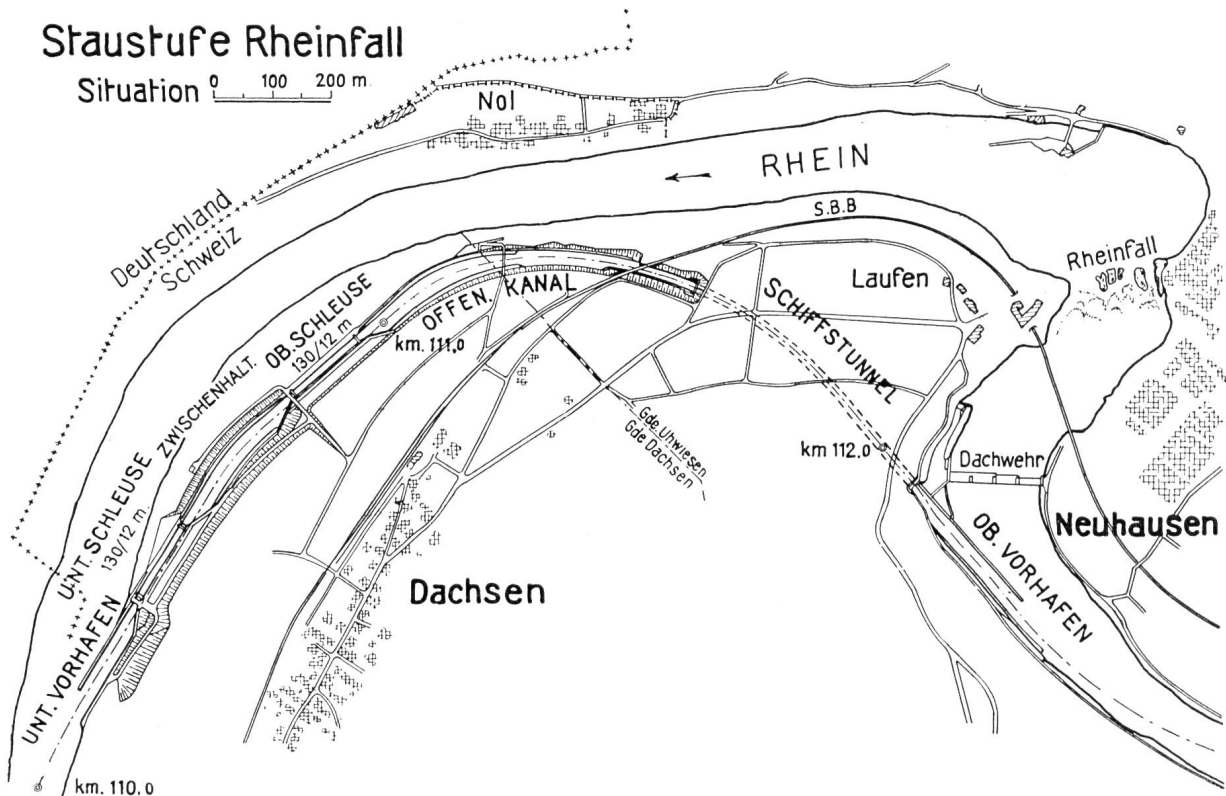 Staustufe Rheinfall
Situation 0 100 200 m.
Nol
RHEIN
Deutschland
Schweiz
S.B.B
Rheinfall
Laufen
OFFEN. KANAL
SCHIFFSTUNNEL
OB. SCHLEUSE
130/12 m
km. 111,0
ZWISCHENHALT.
UNT. SCHLEUSE
130/12 m.
Gde. Uhwiesen
Gde Dachsen
km 112.0
Dachwehr
Neuhausen
OB. VORHAFEN
Dachsen
UNT. VORHAFEN
km. 110,0